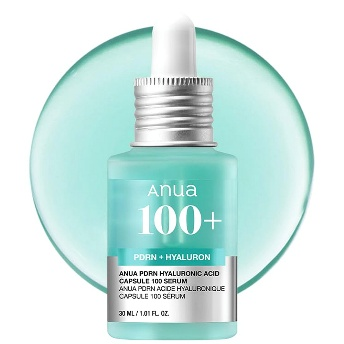 Anua
100+
PDRN + HYALURON
ANUA PDRN HYALURONIC ACID
CAPSULE 100 SERUM
ANUA PDRN ACIDE HYALURONIQUE
CAPSULE 100 SERUM
30 ML / 1.01 FL. OZ.